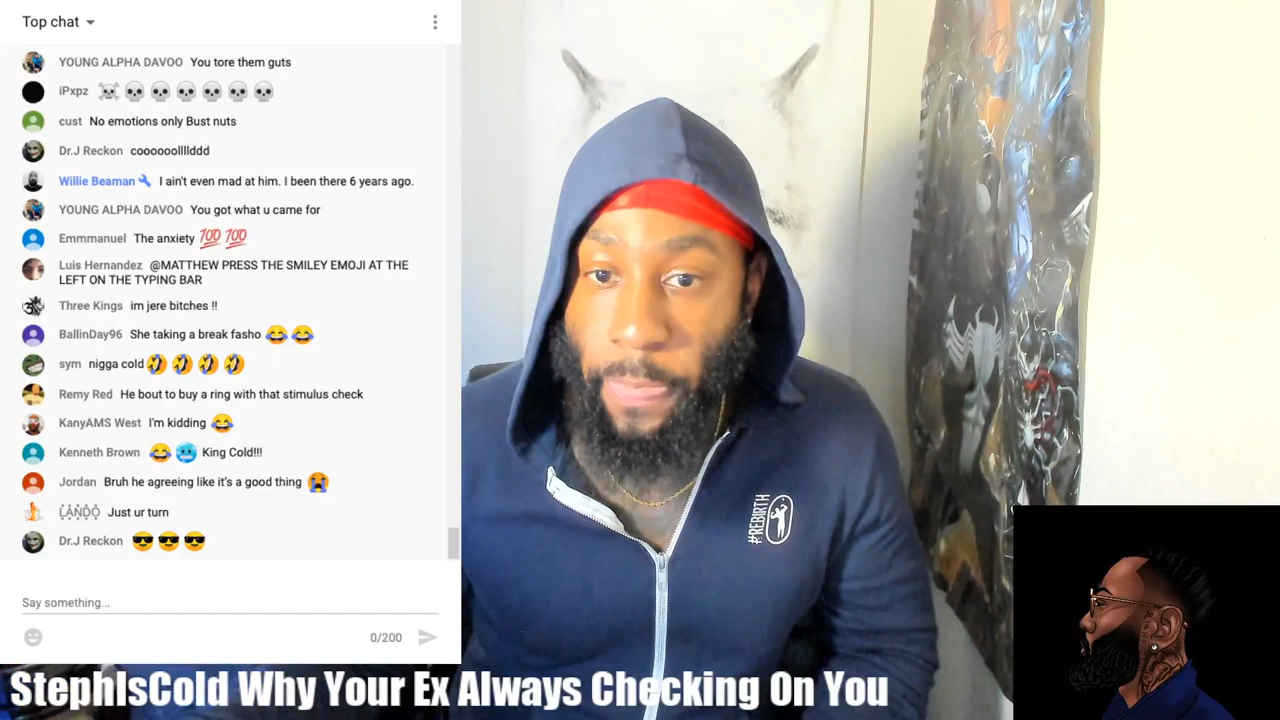 Top chat
YOUNG ALPHA DAVOO You tore them guts
iPxpz ☠️💀💀💀💀💀💀
cust No emotions only Bust nuts
Dr.J Reckon coooooollllddd
Willie Beaman I ain't even mad at him. I been there 6 years ago.
YOUNG ALPHA DAVOO You got what u came for
Emmmanuel The anxiety 💯💯
Luis Hernandez @MATTHEW PRESS THE SMILEY EMOJI AT THE
LEFT ON THE TYPING BAR
Three Kings im jere bitches !!
BallinDay96 She taking a break fasho 😂😂
sym nigga cold🤣🤣🤣🤣
Remy Red He bout to buy a ring with that stimulus check
KanyAMS West I'm kidding 😂
Kenneth Brown 😂🥶 King Cold!!!
Jordan Bruh he agreeing like it's a good thing 😭
Just ur turn
Dr.J Reckon 😎😎😎
Say something...
0/200
#REBIRTH
StephIsCold Why Your Ex Always Checking On You